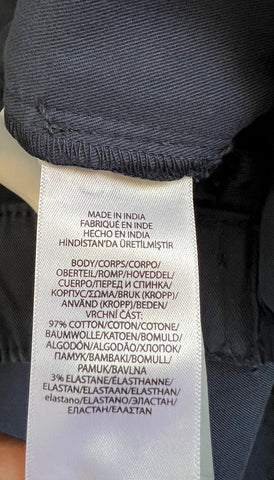 MADE IN INDIA
FABRIQUÉ EN INDE
HECHO EN INDIA
HİNDİSTAN'DA ÜRETİLMİŞTİR
BODY/CORPS/CORPO/
OBERTEIL/ROMP/HOVEDDEL/
CUERPO/ПЕРЕД И СПИНКА/
КОРПУС/ΣΩΜΑ/BRUK (KROPP)/
ANVÄND (KROPP)/BEDEN/
VRCHNÍ ČÁST:
97% COTTON/COTON/COTONE/
BAUMWOLLE/KATOEN/BOMULD/
ALGODÓN/ALGODÃO/ХЛОПОК/
ПАМУК/ΒΑΜΒΑΚΙ/BOMULL/
PAMUK/BAVLNA
3% ELASTANE/ÉLASTHANNE/
ELASTAN/ELASTAAN/ELASTHAN/
elastano/ELASTANO/ЭЛАСТАН/
ЕЛАСТАН/ΕΛΑΣΤΑΝ